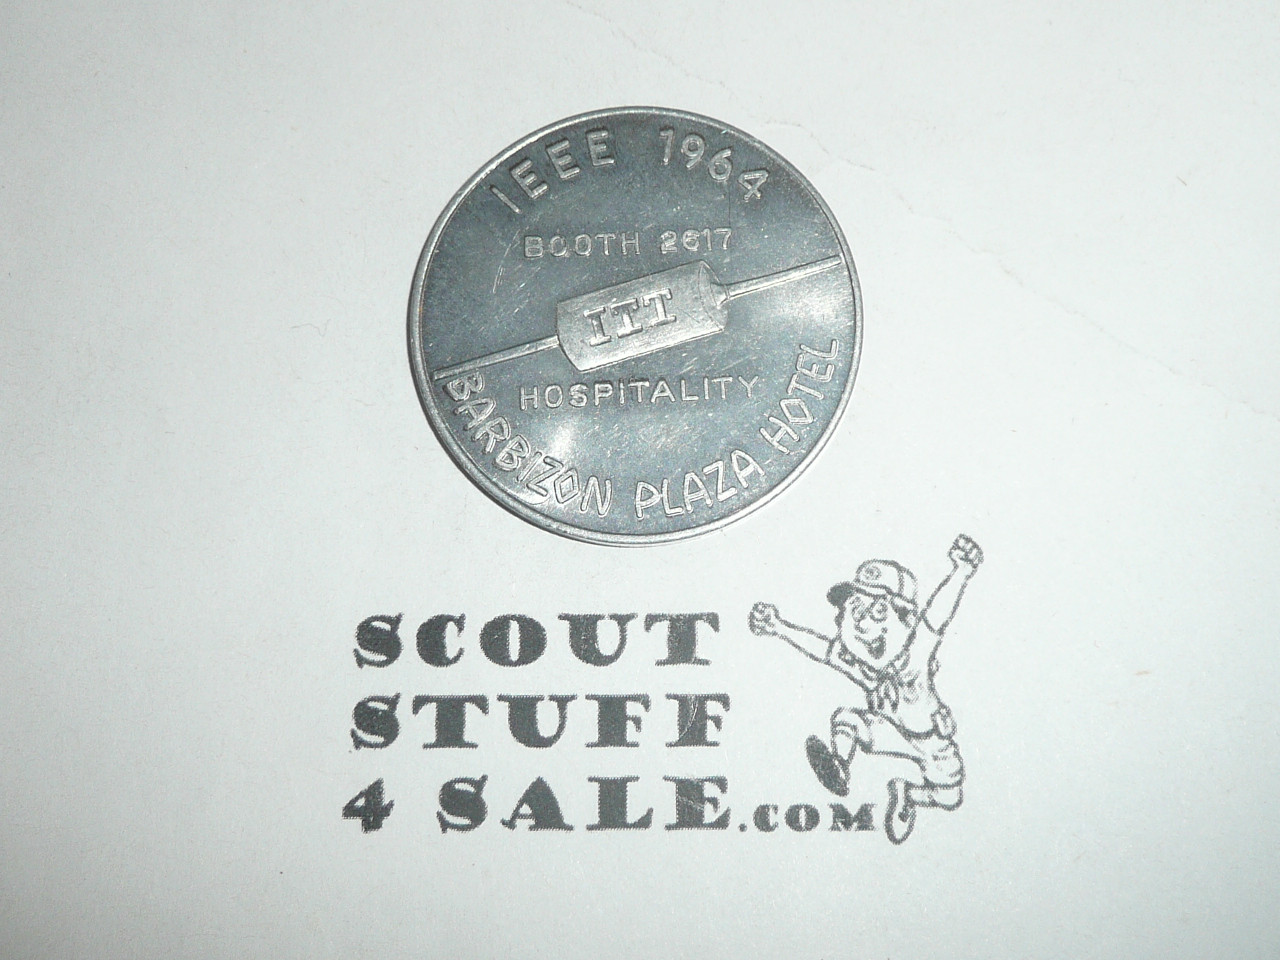 IEEE 1964
BOOTH 2617
ITT
HOSPITALITY
BARBIZON PLAZA HOTEL
SCOUT
STUFF
4 SALE.COM